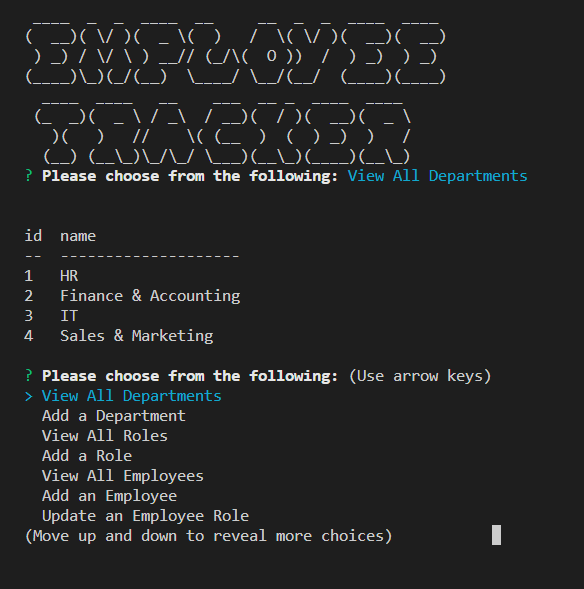 EMPLOYEE
TRACKER
? Please choose from the following: View All Departments
id  name
--  --------------------
1   HR
2   Finance & Accounting
3   IT
4   Sales & Marketing
? Please choose from the following: (Use arrow keys)
> View All Departments
  Add a Department
  View All Roles
  Add a Role
  View All Employees
  Add an Employee
  Update an Employee Role
(Move up and down to reveal more choices)